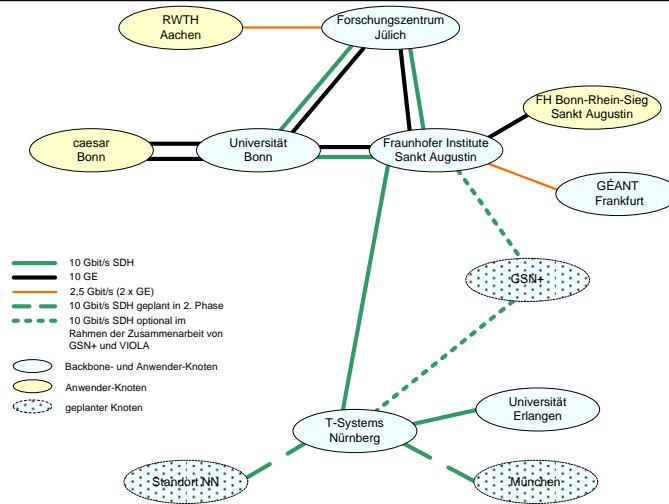 RWTH
Aachen
Forschungszentrum
Jülich
FH Bonn-Rhein-Sieg
Sankt Augustin
caesar
Bonn
Universität
Bonn
Fraunhofer Institute
Sankt Augustin
GÉANT
Frankfurt
10 Gbit/s SDH
10 GE
2,5 Gbit/s (2 x GE)
10 Gbit/s SDH geplant in 2. Phase
10 Gbit/s SDH optional im
Rahmen der Zusammenarbeit von
GSN+ und VIOLA
Backbone- und Anwender-Knoten
Anwender-Knoten
geplanter Knoten
GSN+
T-Systems
Nürnberg
Universität
Erlangen
Standort NN
München